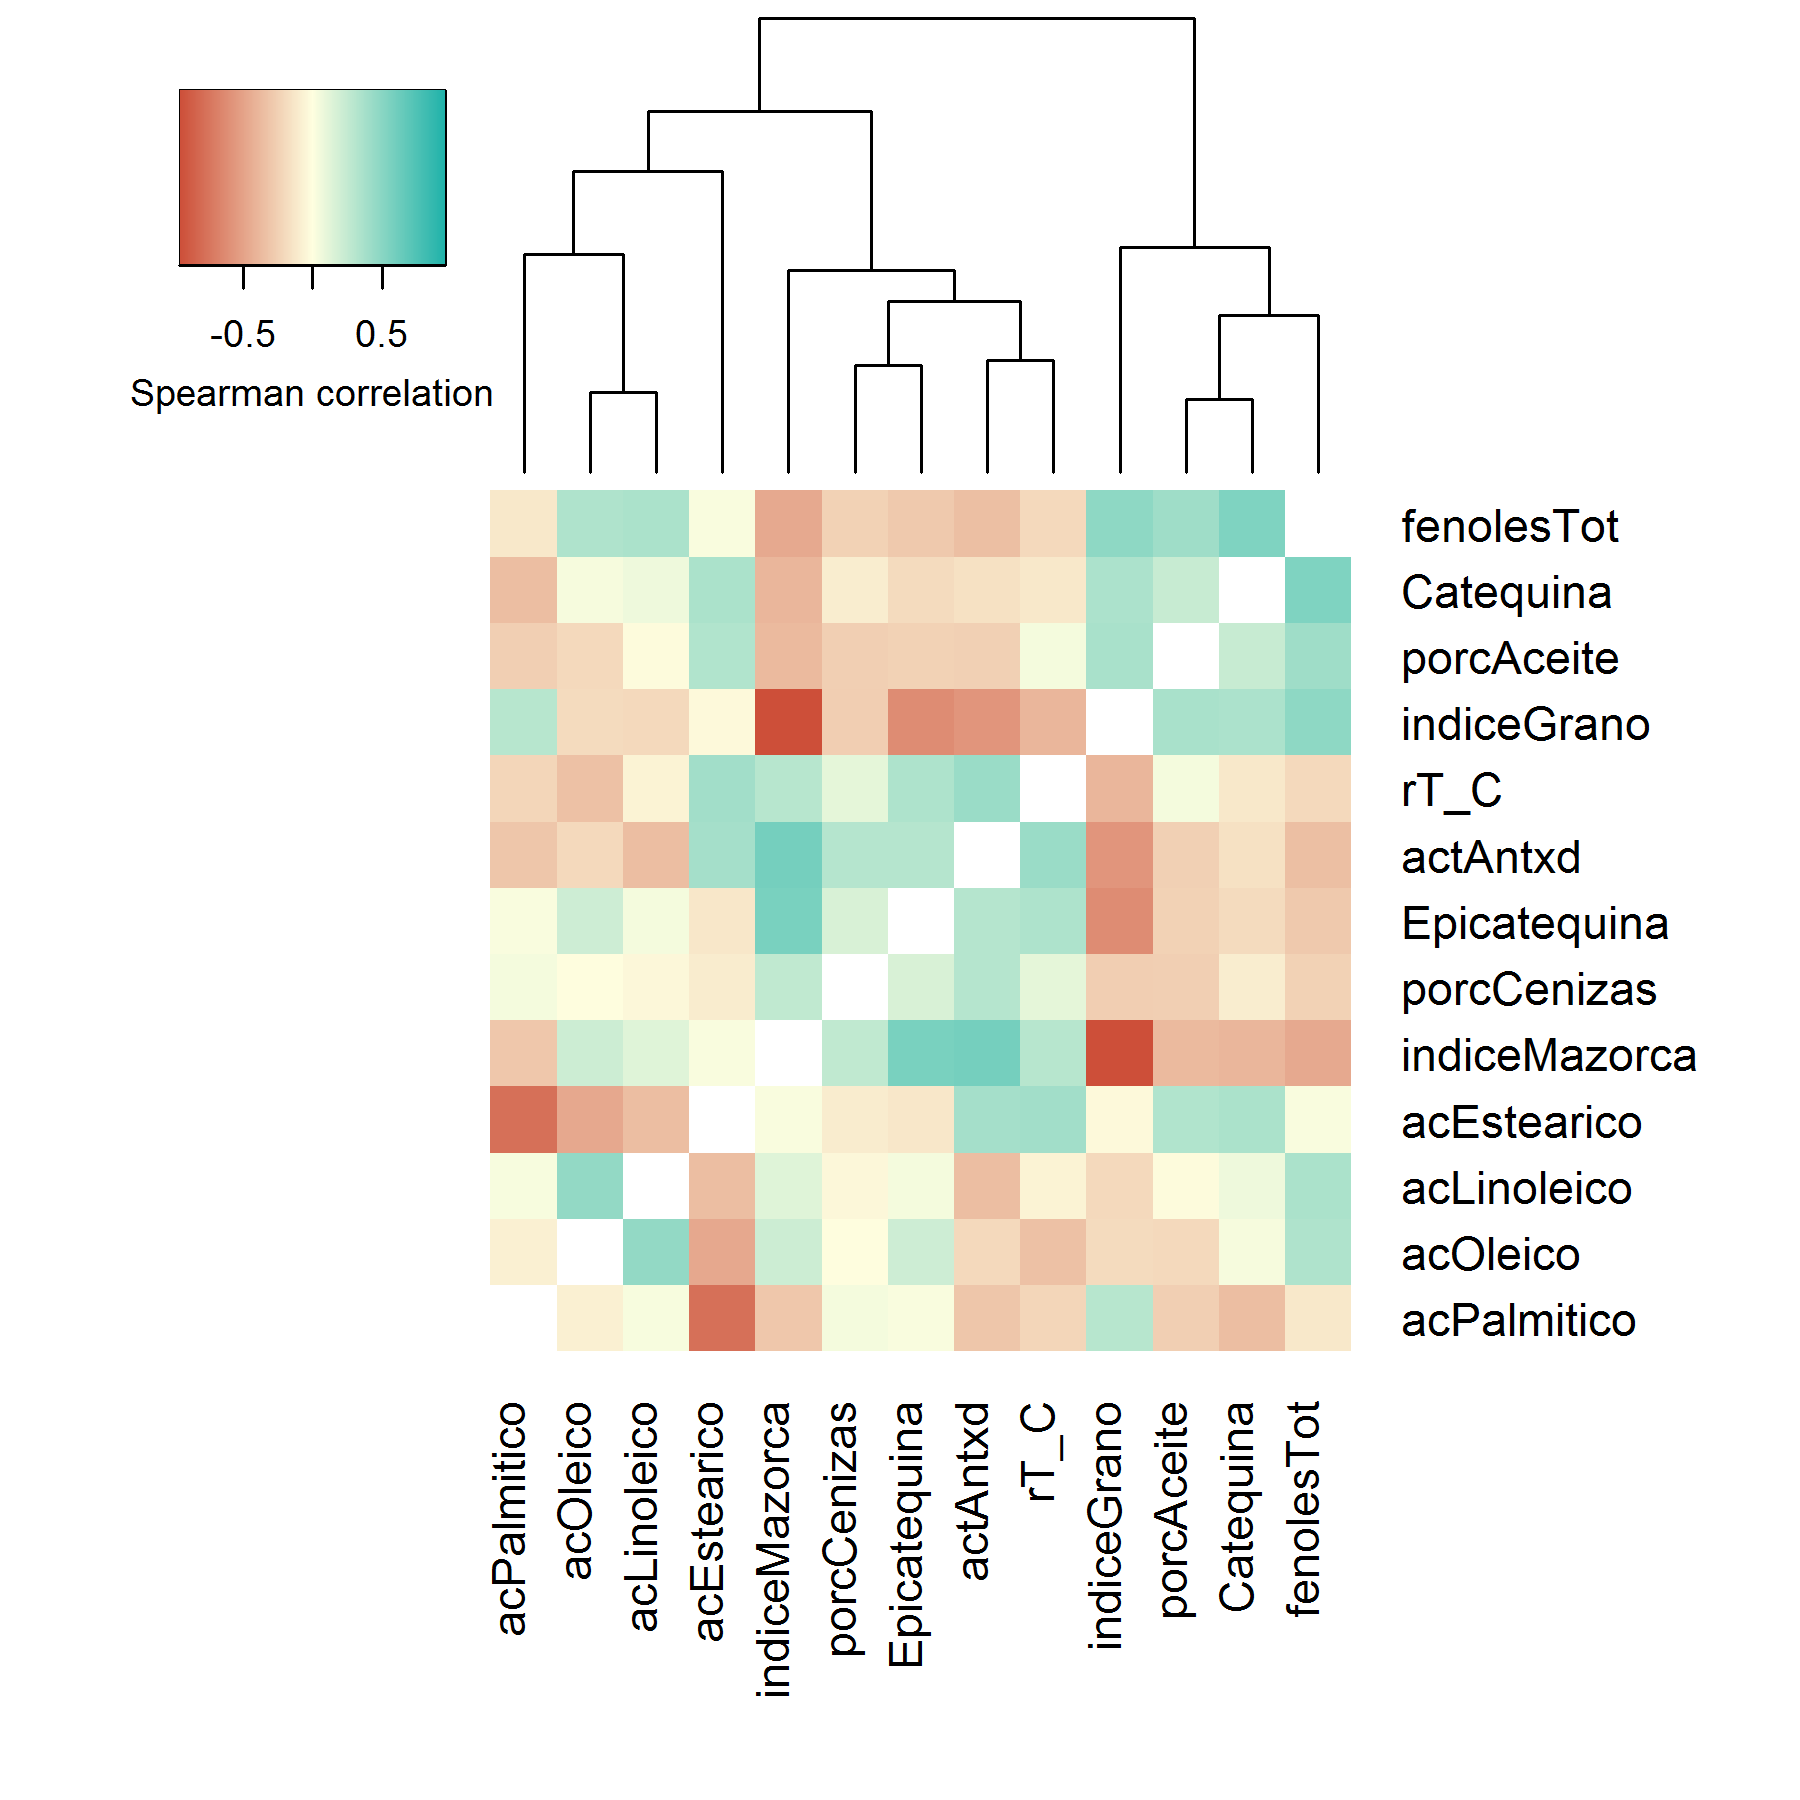 -0.5 0.5
Spearman correlation
fenolesTot
Catequina
porcAceite
indiceGrano
rT_C
actAntxd
Epicatequina
porcCenizas
indiceMazorca
acEstearico
acLinoleico
acOleico
acPalmitico
acPalmitico
acOleico
acLinoleico
acEstearico
indiceMazorca
porcCenizas
Epicatequina
actAntxd
rT_C
indiceGrano
porcAceite
Catequina
fenolesTot